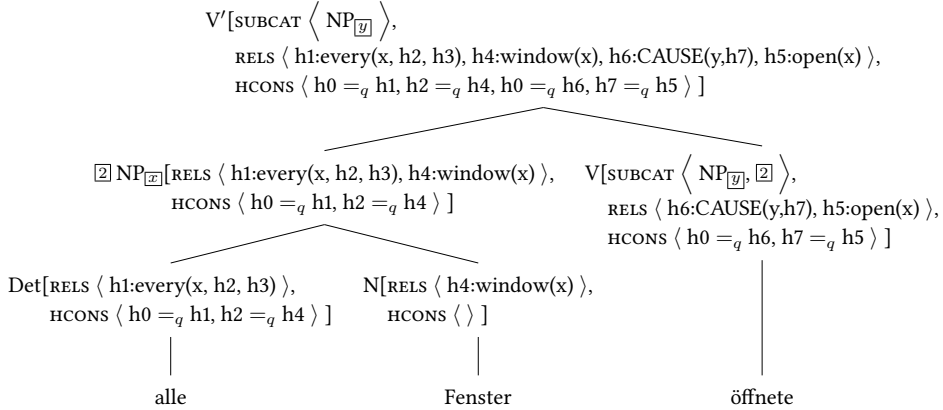 V′[SUBCAT ⟨ NP[y] ⟩,
RELS ⟨ h1:every(x, h2, h3), h4:window(x), h6:CAUSE(y,h7), h5:open(x) ⟩,
HCONS ⟨ h0 =q h1, h2 =q h4, h0 =q h6, h7 =q h5 ⟩ ]
[2] NP[x][RELS ⟨ h1:every(x, h2, h3), h4:window(x) ⟩,
HCONS ⟨ h0 =q h1, h2 =q h4 ⟩ ]
V[SUBCAT ⟨ NP[y], [2] ⟩,
RELS ⟨ h6:CAUSE(y,h7), h5:open(x) ⟩,
HCONS ⟨ h0 =q h6, h7 =q h5 ⟩ ]
Det[RELS ⟨ h1:every(x, h2, h3) ⟩,
HCONS ⟨ h0 =q h1, h2 =q h4 ⟩ ]
N[RELS ⟨ h4:window(x) ⟩,
HCONS ⟨ ⟩ ]
alle
Fenster
öffnete